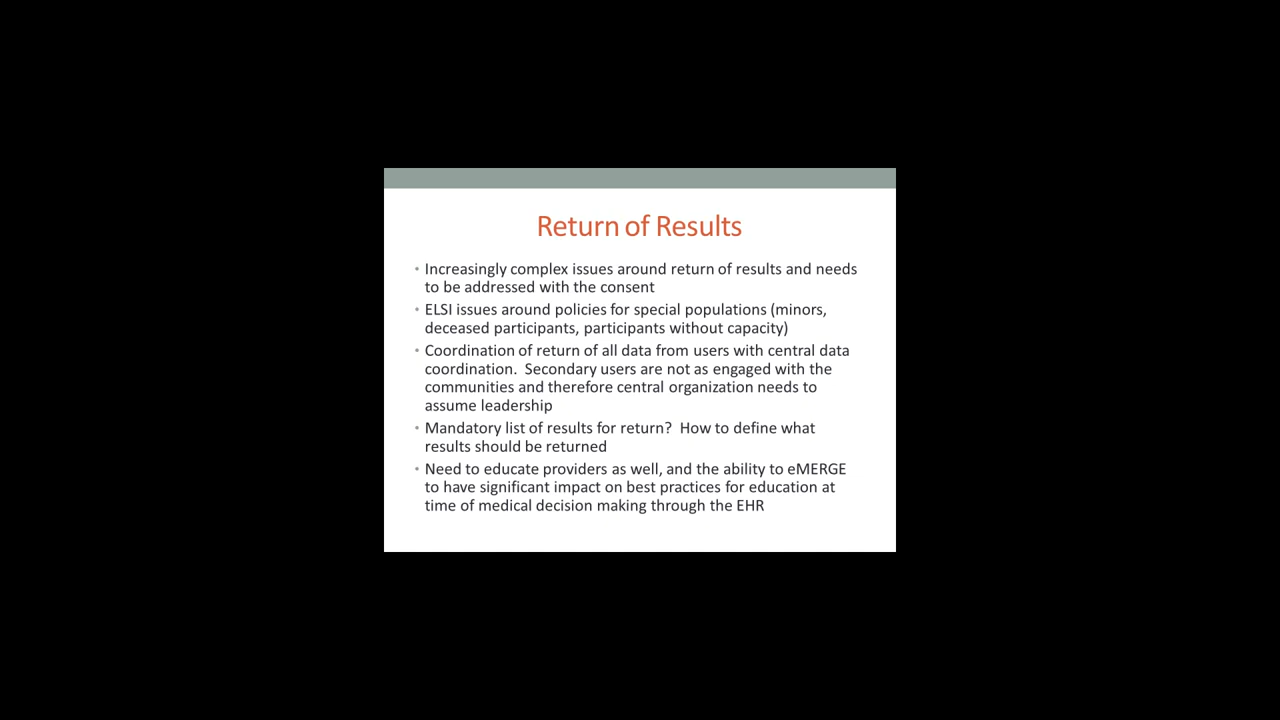 Return of Results
• Increasingly complex issues around return of results and needs
to be addressed with the consent
• ELSI issues around policies for special populations (minors,
deceased participants, participants without capacity)
• Coordination of return of all data from users with central data
coordination.  Secondary users are not as engaged with the
communities and therefore central organization needs to
assume leadership
• Mandatory list of results for return?  How to define what
results should be returned
• Need to educate providers as well, and the ability to eMERGE
to have significant impact on best practices for education at
time of medical decision making through the EHR